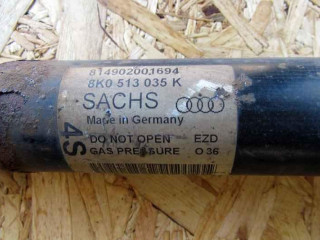 814902001694
8K0 513 035 K
SACHS
Made in Germany
4S
DO NOT OPEN EZD
GAS PRESSURE O 36